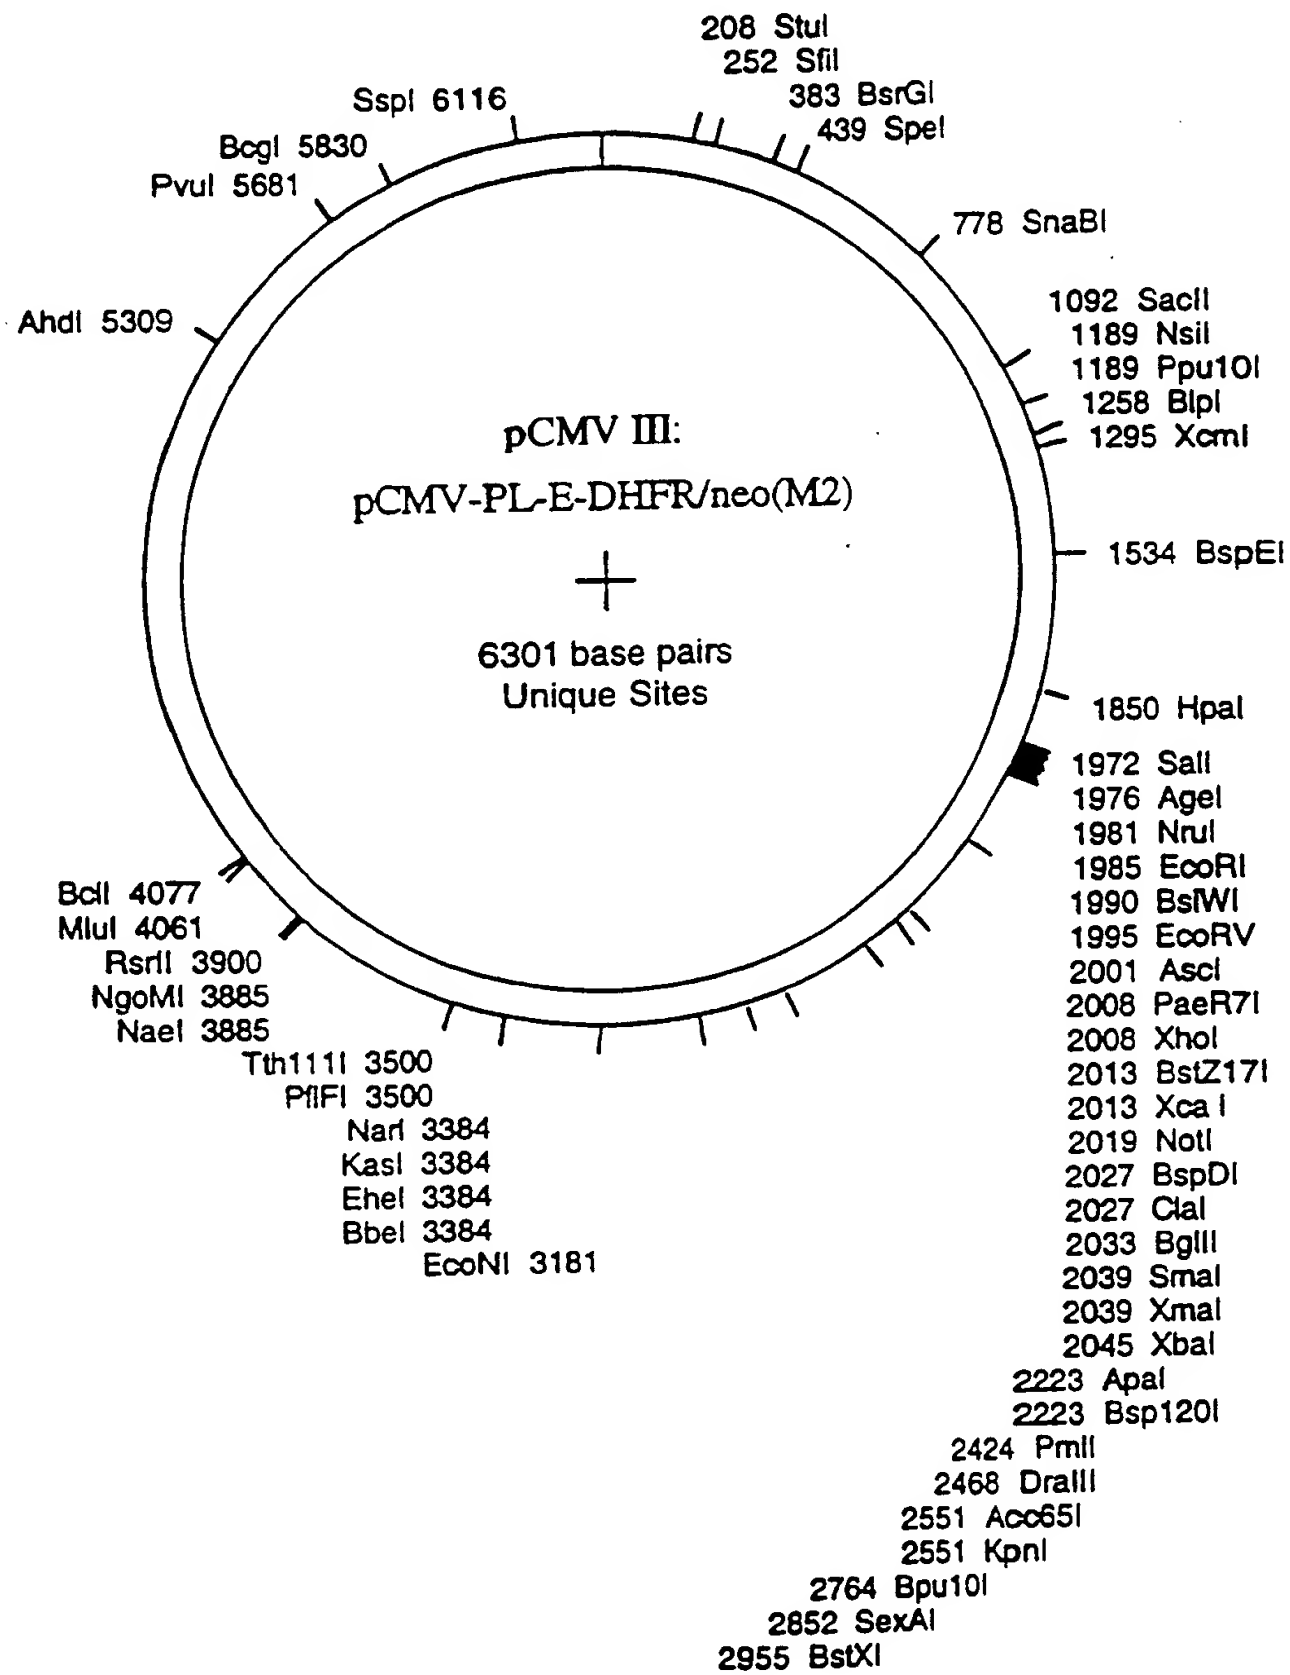 208 StuI
252 SfiI
383 BsrGI
439 SpeI
778 SnaBI
1092 SacII
1189 NsiI
1189 Ppu10I
1258 BlpI
1295 XcmI
1534 BspEI
1850 HpaI
1972 SalI
1976 AgeI
1981 NruI
1985 EcoRI
1990 BsiWI
1995 EcoRV
2001 AscI
2008 PaeR7I
2008 XhoI
2013 BstZ17I
2013 Xca I
2019 NotI
2027 BspDI
2027 ClaI
2033 BglII
2039 SmaI
2039 XmaI
2045 XbaI
2223 ApaI
2223 Bsp120I
2424 PmlI
2468 DraIII
2551 Acc65I
2551 KpnI
2764 Bpu10I
2852 SexAI
2955 BstXI
EcoNI 3181
BbeI 3384
EheI 3384
KasI 3384
NarI 3384
PflFI 3500
Tth111I 3500
NaeI 3885
NgoMI 3885
RsrII 3900
MluI 4061
BclI 4077
AhdI 5309
PvuI 5681
BcgI 5830
SspI 6116
pCMV III:
pCMV-PL-E-DHFR/neo(M2)
6301 base pairs
Unique Sites